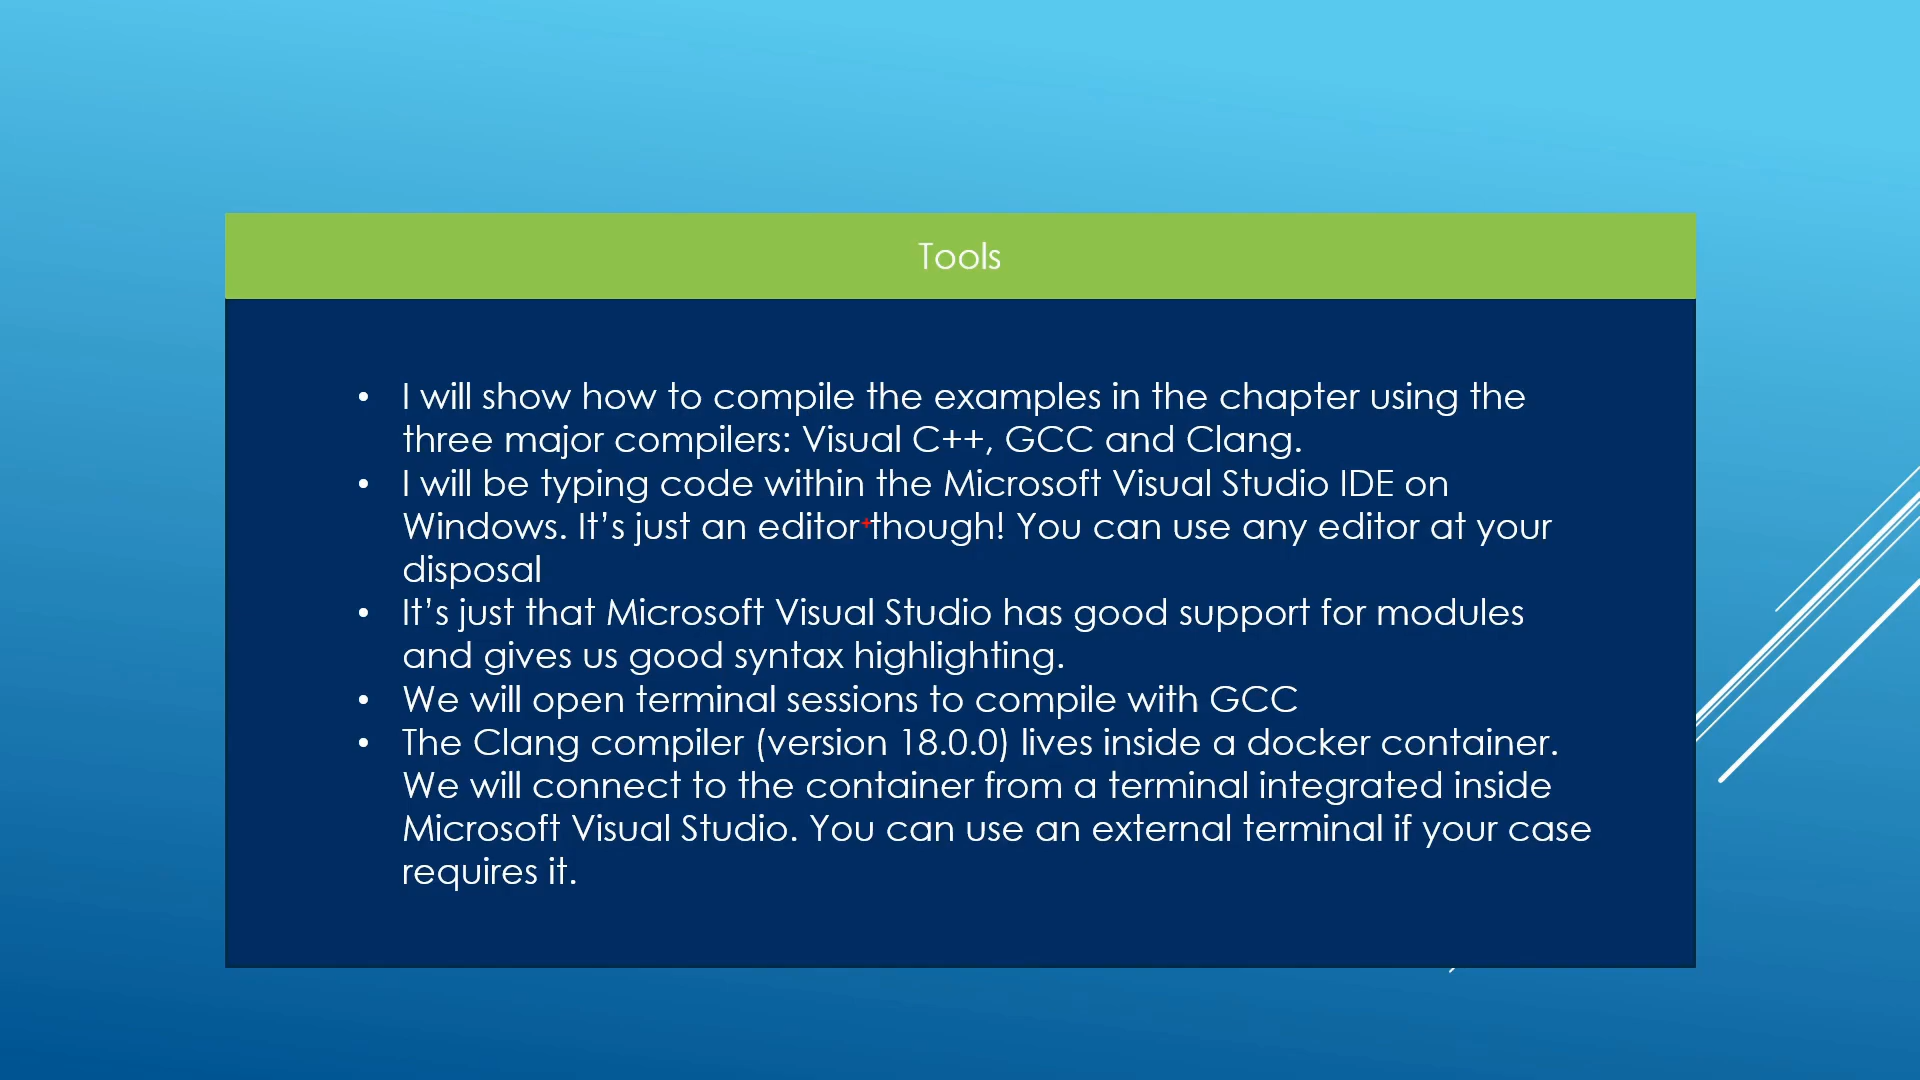 Tools
• I will show how to compile the examples in the chapter using the
three major compilers: Visual C++, GCC and Clang.
• I will be typing code within the Microsoft Visual Studio IDE on
Windows. It’s just an editor though! You can use any editor at your
disposal
• It’s just that Microsoft Visual Studio has good support for modules
and gives us good syntax highlighting.
• We will open terminal sessions to compile with GCC
• The Clang compiler (version 18.0.0) lives inside a docker container.
We will connect to the container from a terminal integrated inside
Microsoft Visual Studio. You can use an external terminal if your case
requires it.